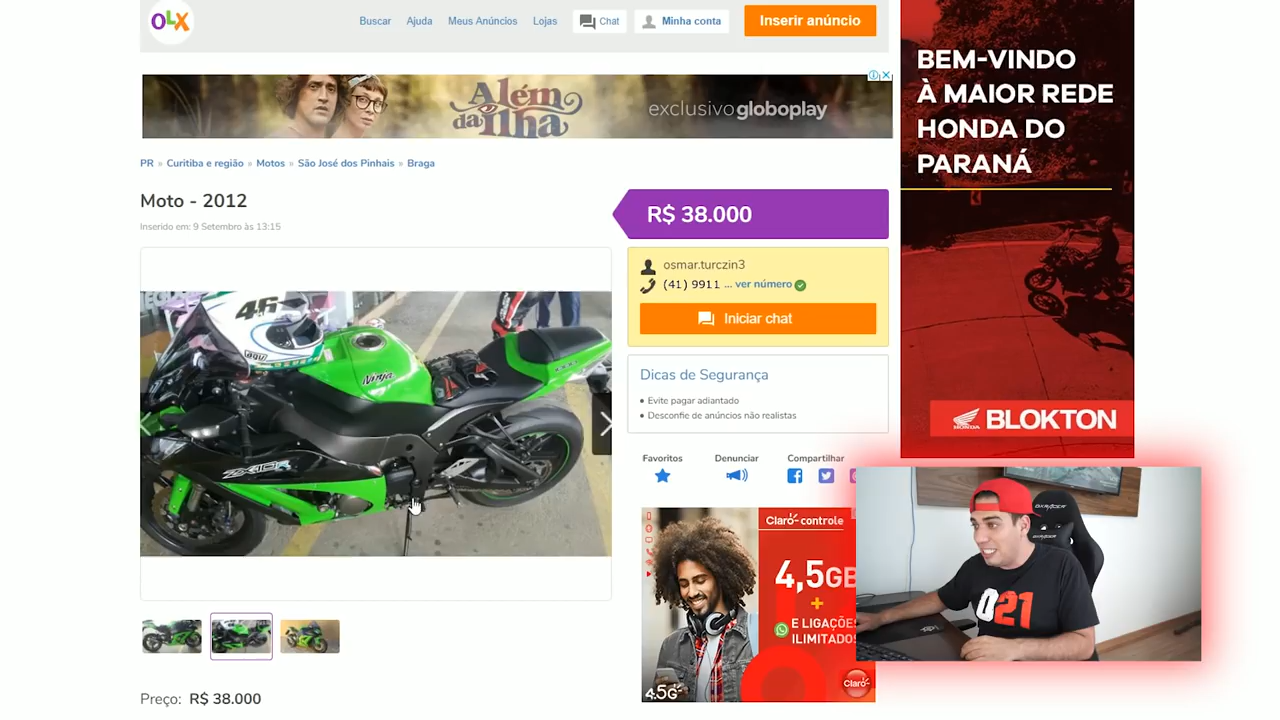 OLX
Buscar
Ajuda
Meus Anúncios
Lojas
Chat
Minha conta
Inserir anúncio
Além
da ilha
exclusivo globoplay
PR » Curitiba e região » Motos » São José dos Pinhais » Braga
Moto - 2012
Inserido em: 9 Setembro às 13:15
46
agv
Ninja
ZX-10R
R$ 38.000
osmar.turczin3
(41) 9911 ... ver número
Iniciar chat
Dicas de Segurança
• Evite pagar adiantado
• Desconfie de anúncios não realistas
Favoritos
Denunciar
Compartilhar
Claro controle
4,5GB
+
E LIGAÇÕES
ILIMITADOS
4.5G
Claro
Preço: R$ 38.000
BEM-VINDO
À MAIOR REDE
HONDA DO
PARANÁ
HONDA
BLOKTON
021